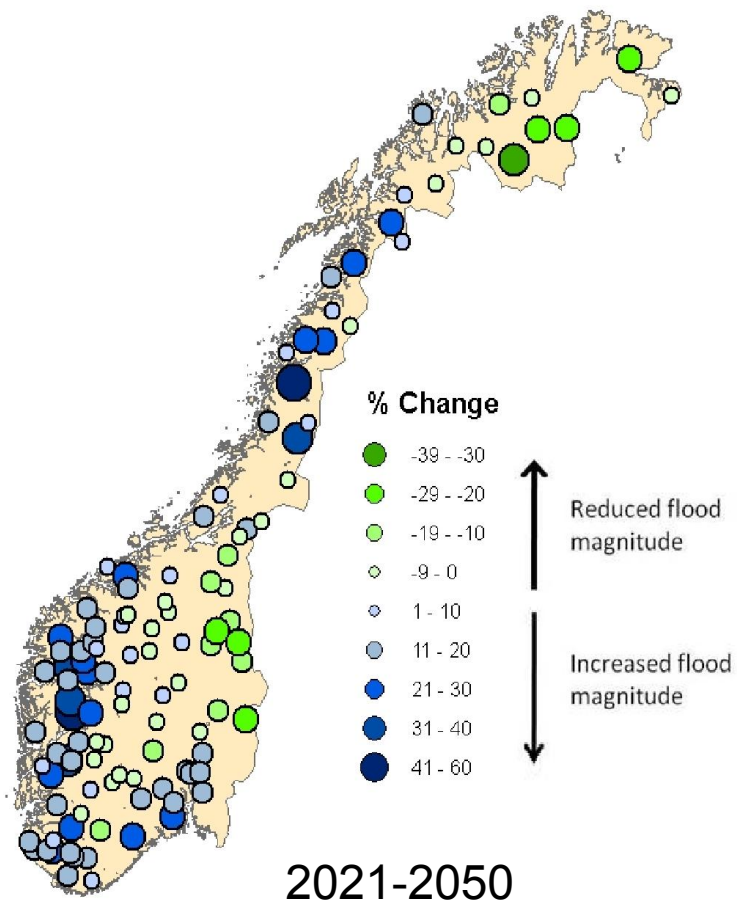 % Change
-39 - -30
-29 - -20
-19 - -10
-9 - 0
1 - 10
11 - 20
21 - 30
31 - 40
41 - 60
Reduced flood
magnitude
Increased flood
magnitude
2021-2050